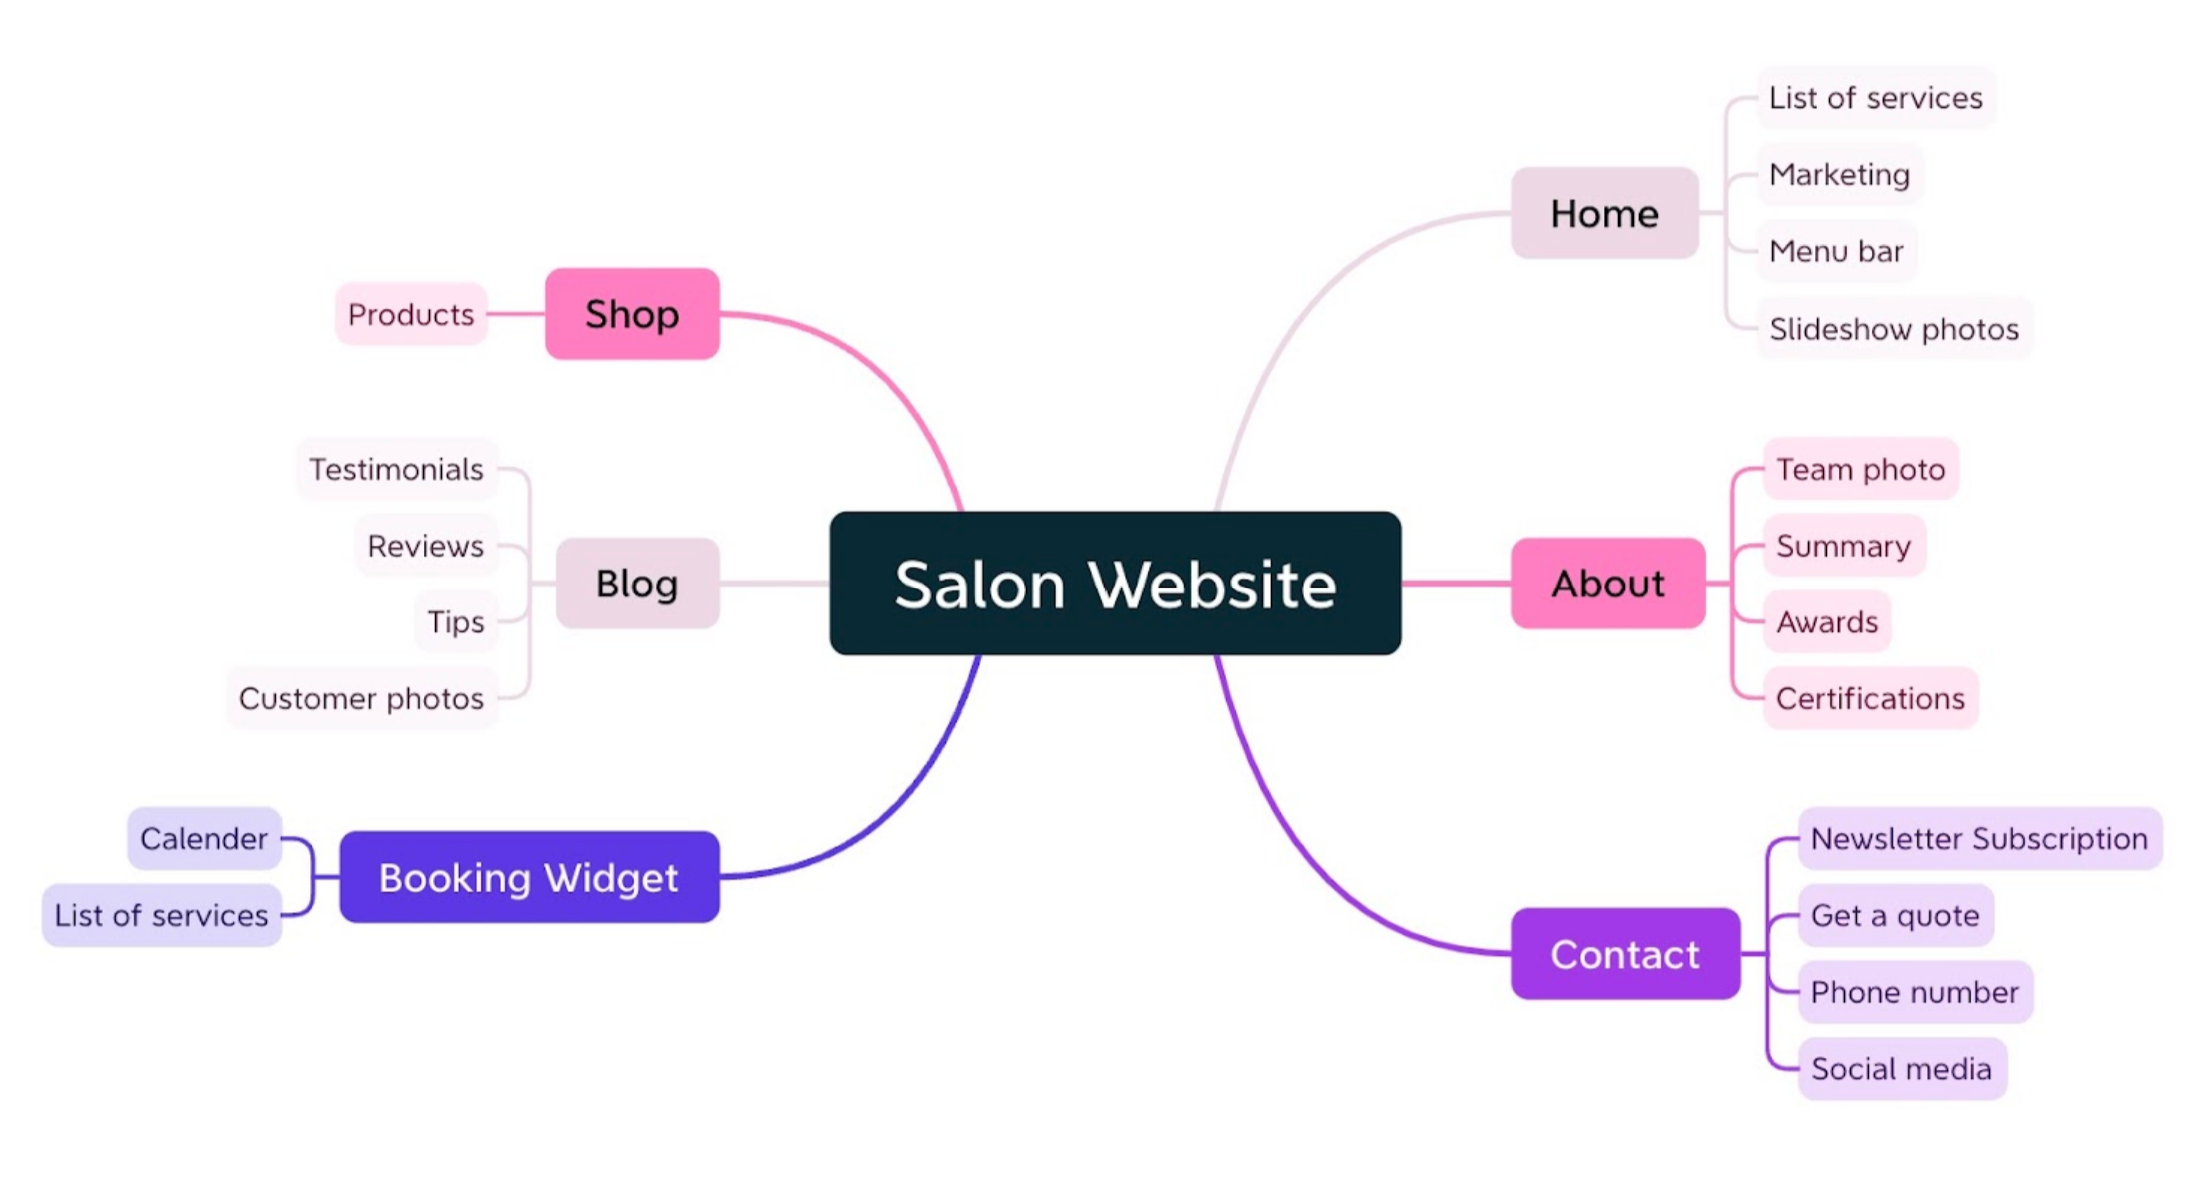 Salon Website
Home
List of services
Marketing
Menu bar
Slideshow photos
About
Team photo
Summary
Awards
Certifications
Contact
Newsletter Subscription
Get a quote
Phone number
Social media
Shop
Products
Blog
Testimonials
Reviews
Tips
Customer photos
Booking Widget
Calender
List of services